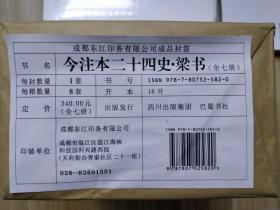 成都东江印务有限公司成品封签
书名 今注本二十四史·梁书(全七册)
每封数量 1套 书号 ISBN 978-7-80752-582-0
每箱数量 8套 开本 16开
定价 340.00元(全七册) 出版发行 四川出版集团 巴蜀书社
印装单位 成都东江印务有限公司
成都市温江区温江海峡
科技园科兴路西段
(天府街办青泰社区二十一组)
028-82601551
ISBN 978-7-80752-582-0
9 787807 525820 >